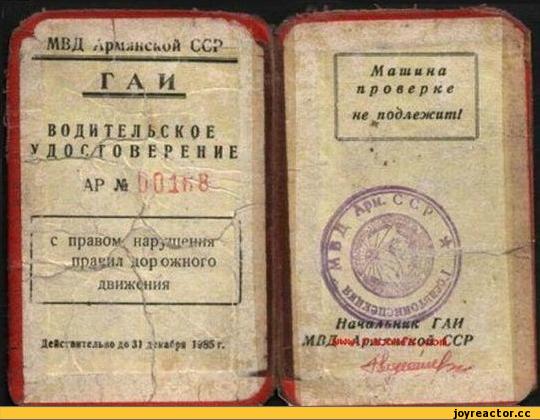 МВД Армянской ССР
ГАИ
ВОДИТЕЛЬСКОЕ
УДОСТОВЕРЕНИЕ
АР № 00168
с правом нарушения
правил дорожного
движения
Действительно до 31 декабря 1985 г.
Машина
проверке
не подлежит!
МВД Арм. ССР ★ Госавтоинспекция
Начальник ГАИ
МВД Армянской ССР
joyreactor.cc